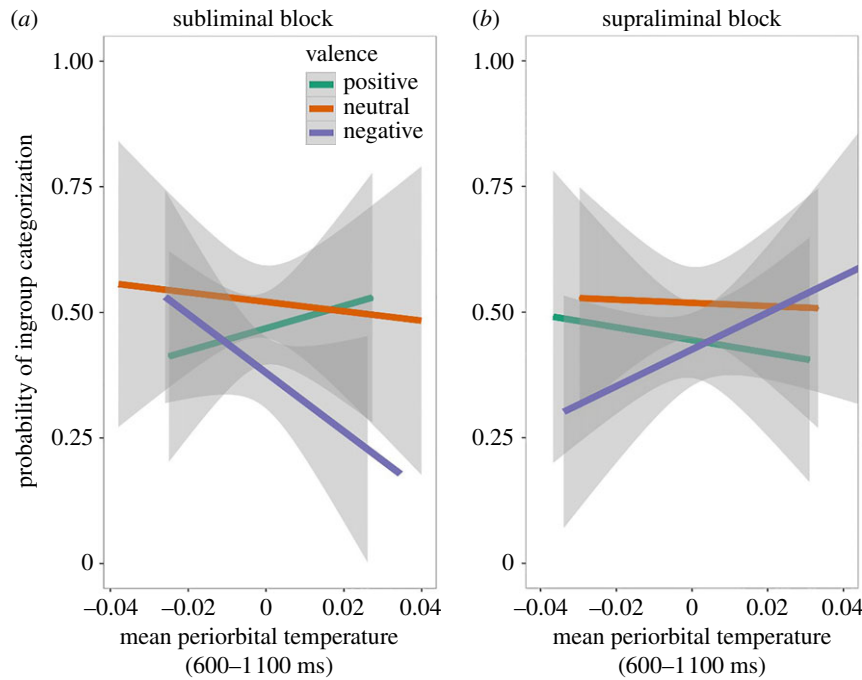 (a) subliminal block
valence
positive
neutral
negative
probability of ingroup categorization
1.00
0.75
0.50
0.25
0
–0.04 –0.02 0 0.02 0.04
mean periorbital temperature
(600–1100 ms)
(b) supraliminal block
1.00
0.75
0.50
0.25
0
–0.04 –0.02 0 0.02 0.04
mean periorbital temperature
(600–1100 ms)